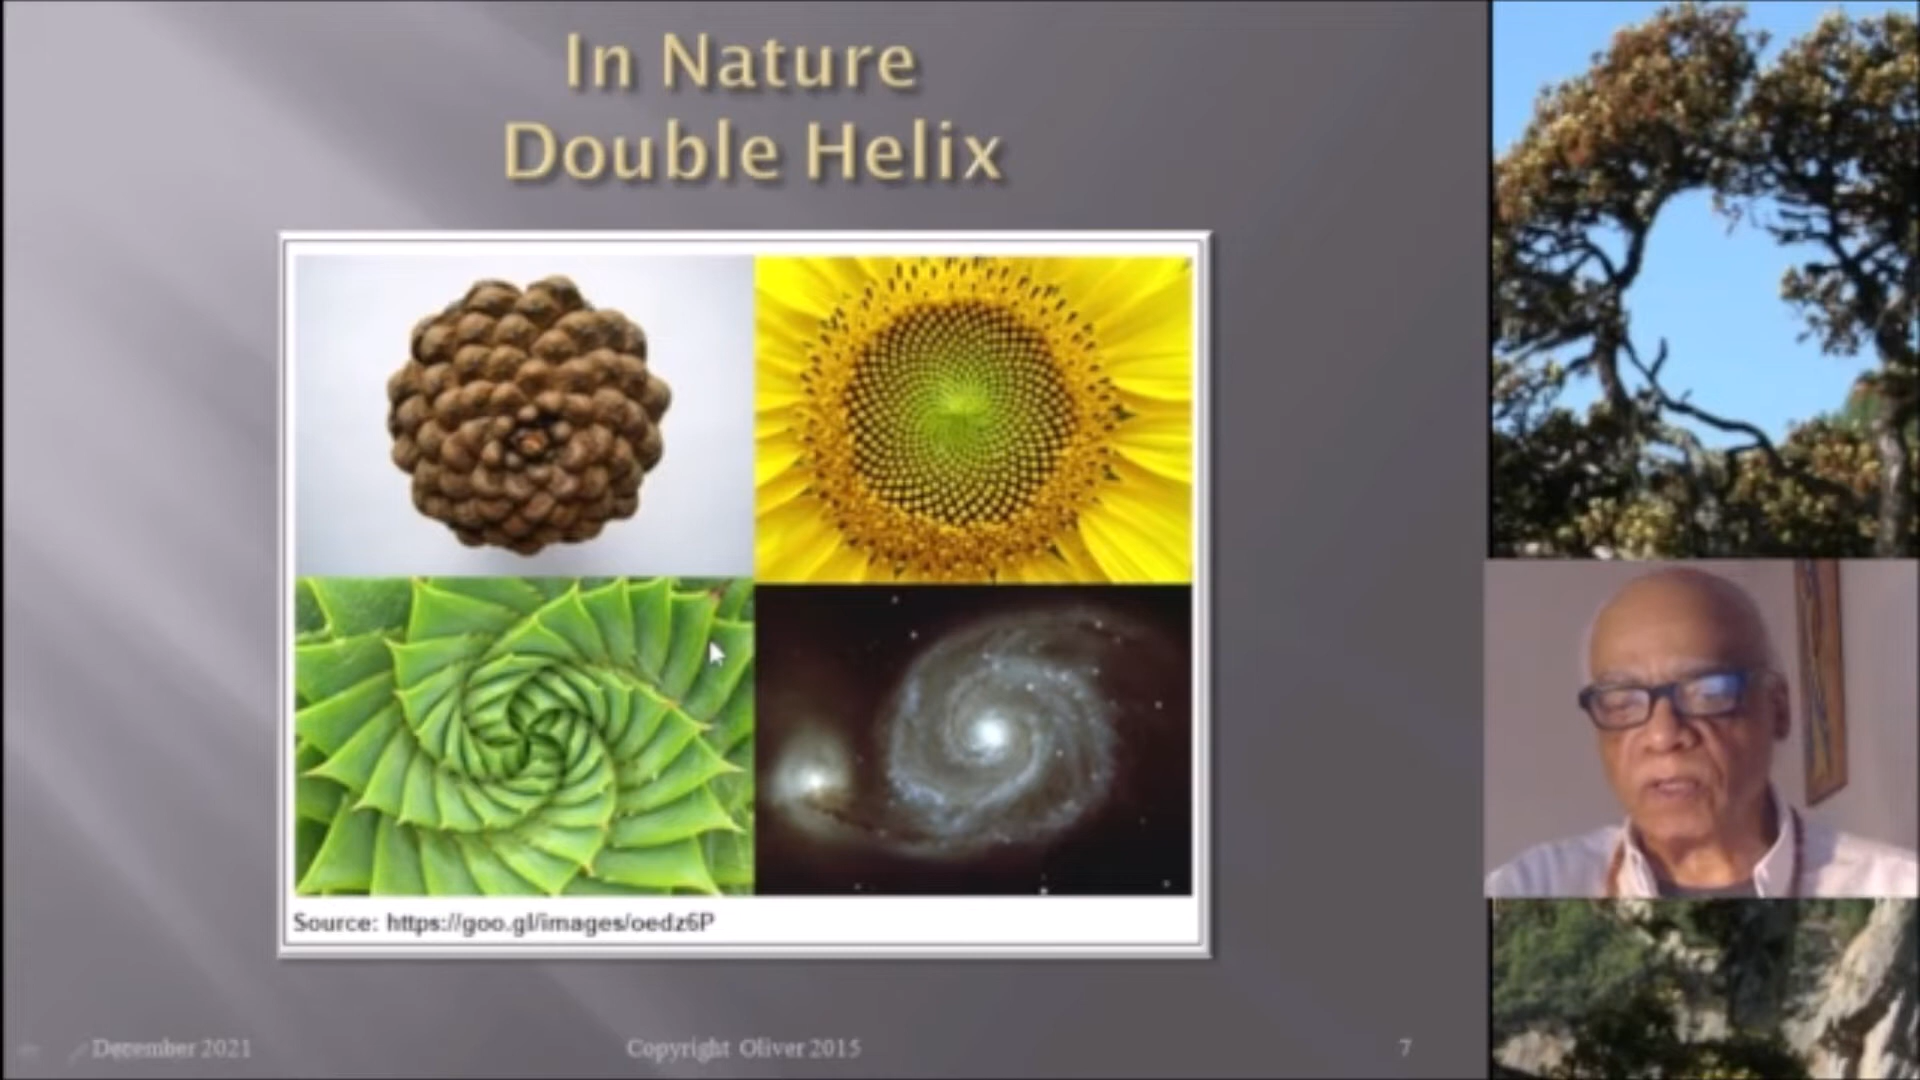 In Nature
Double Helix
Source: https://goo.gl/images/oedz6P
December 2021
Copyright Oliver 2015
7